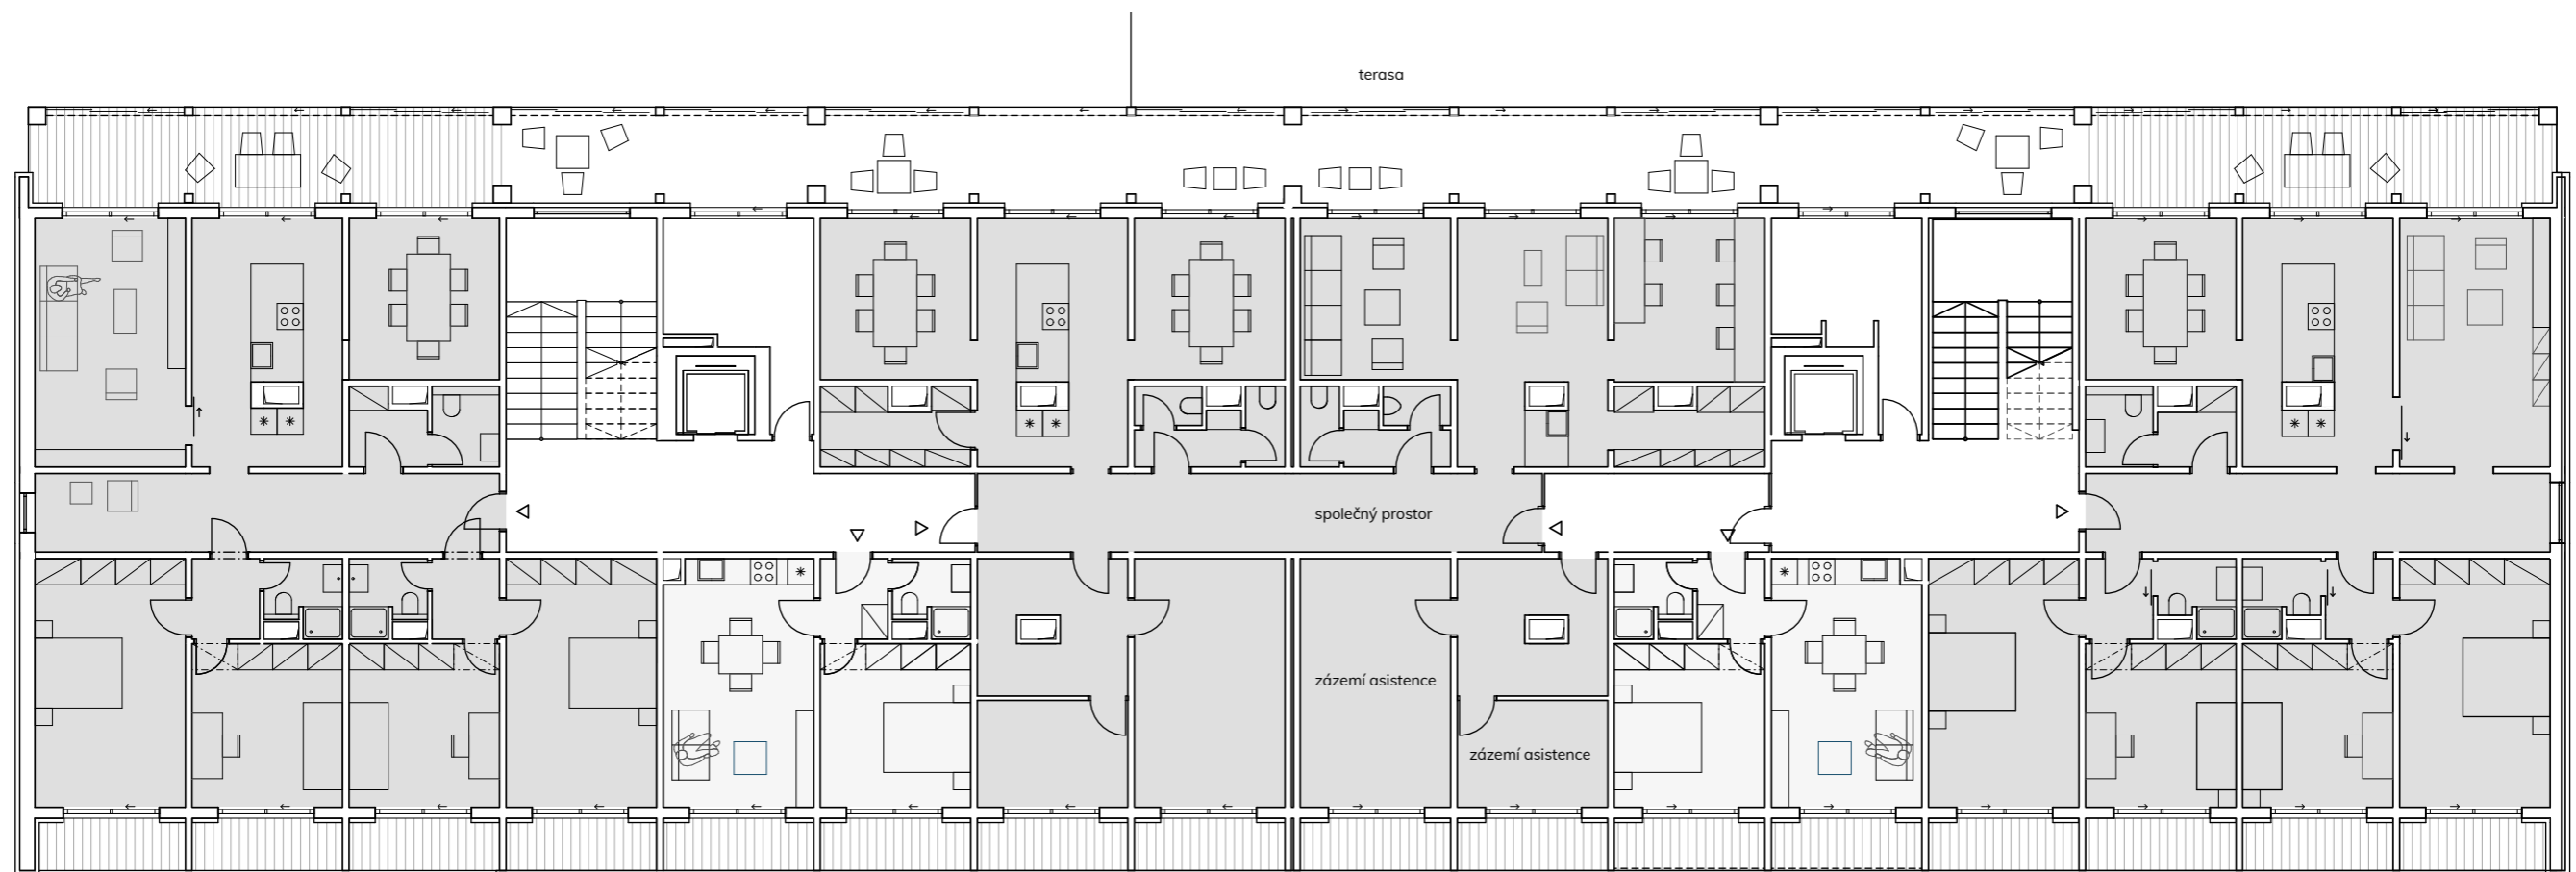 terasa
společný prostor
zázemí asistence
zázemí asistence